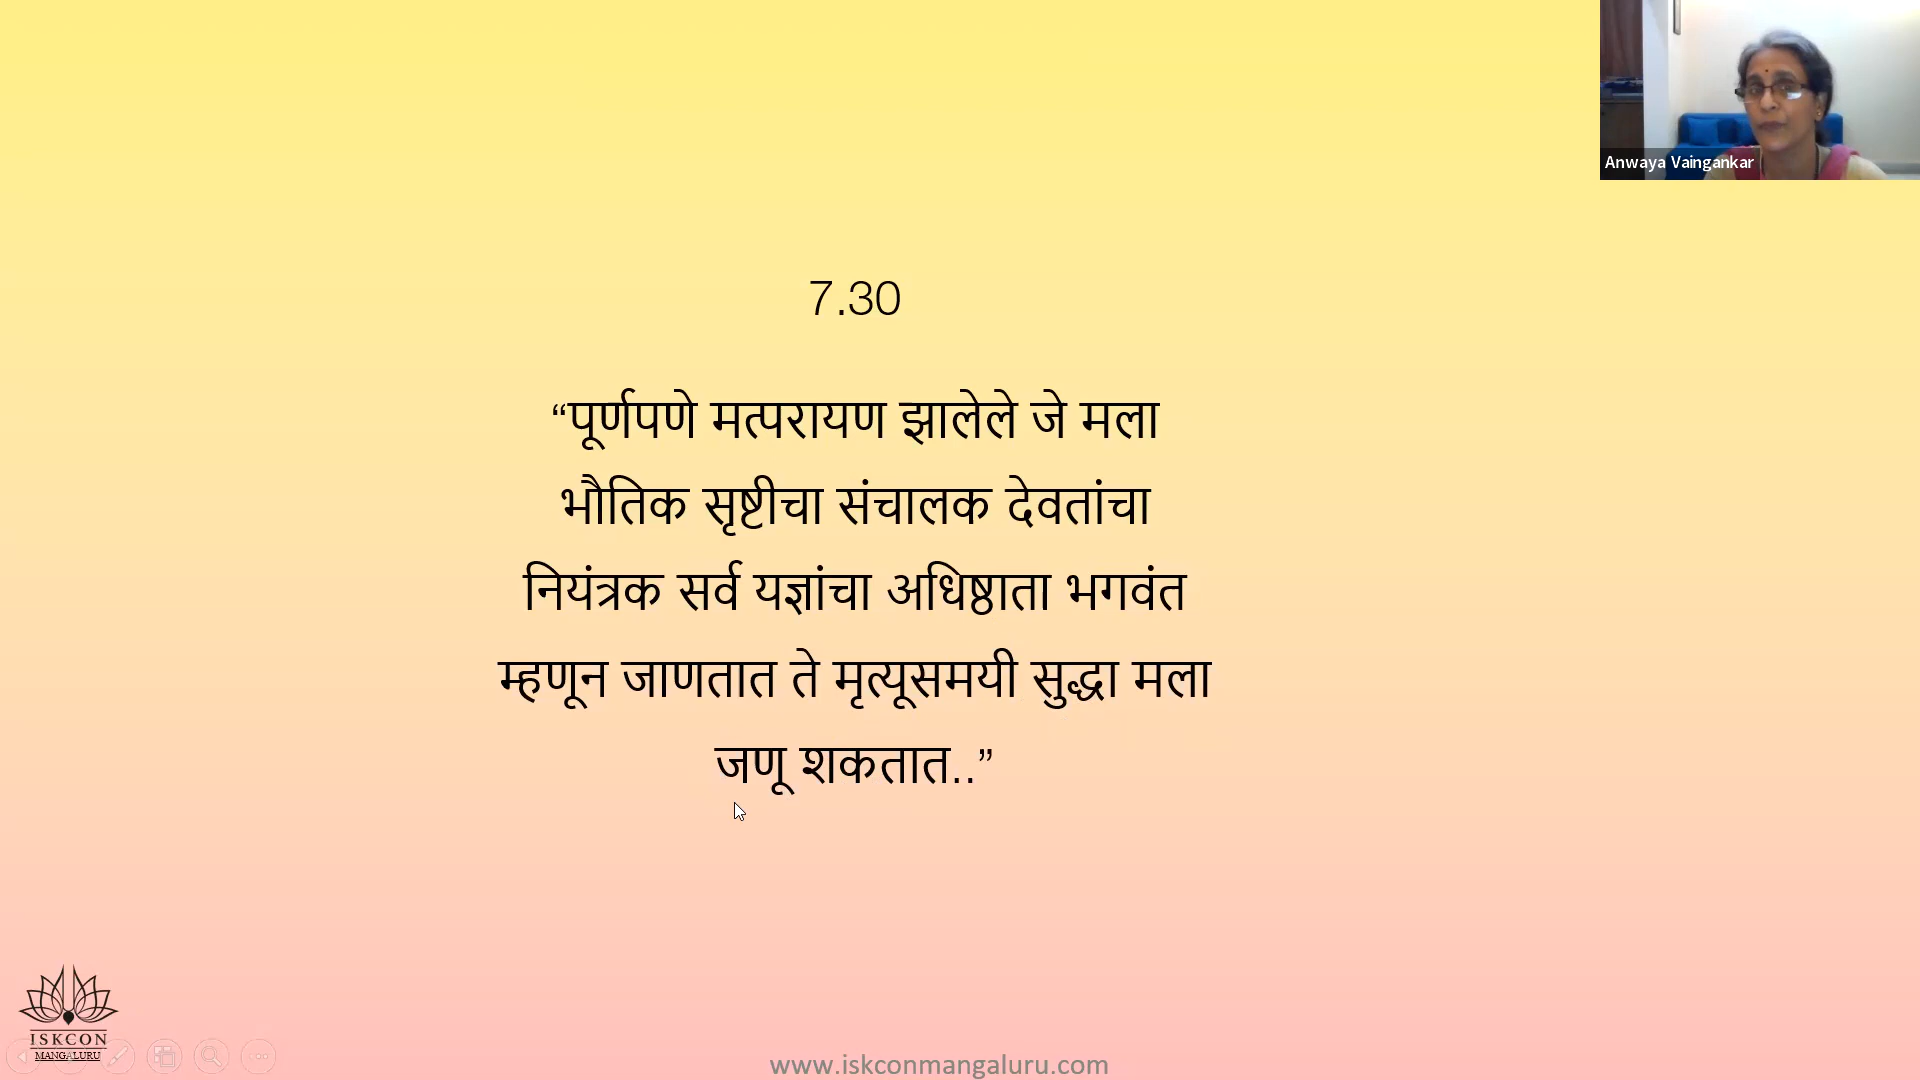 Anwaya Vaingankar
7.30
“पूर्णपणे मत्परायण झालेले जे मला
भौतिक सृष्टीचा संचालक देवतांचा
नियंत्रक सर्व यज्ञांचा अधिष्ठाता भगवंत
म्हणून जाणतात ते मृत्यूसमयी सुद्धा मला
जणू शकतात..”
ISKCON
MANGALURU
www.iskconmangaluru.com